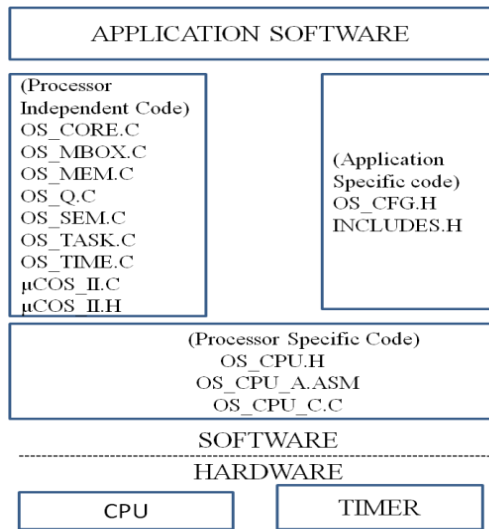 APPLICATION SOFTWARE
(Processor
Independent Code)
OS_CORE.C
OS_MBOX.C
OS_MEM.C
OS_Q.C
OS_SEM.C
OS_TASK.C
OS_TIME.C
μCOS_II.C
μCOS_II.H
(Application
Specific code)
OS_CFG.H
INCLUDES.H
(Processor Specific Code)
OS_CPU.H
OS_CPU_A.ASM
OS_CPU_C.C
SOFTWARE
HARDWARE
CPU
TIMER